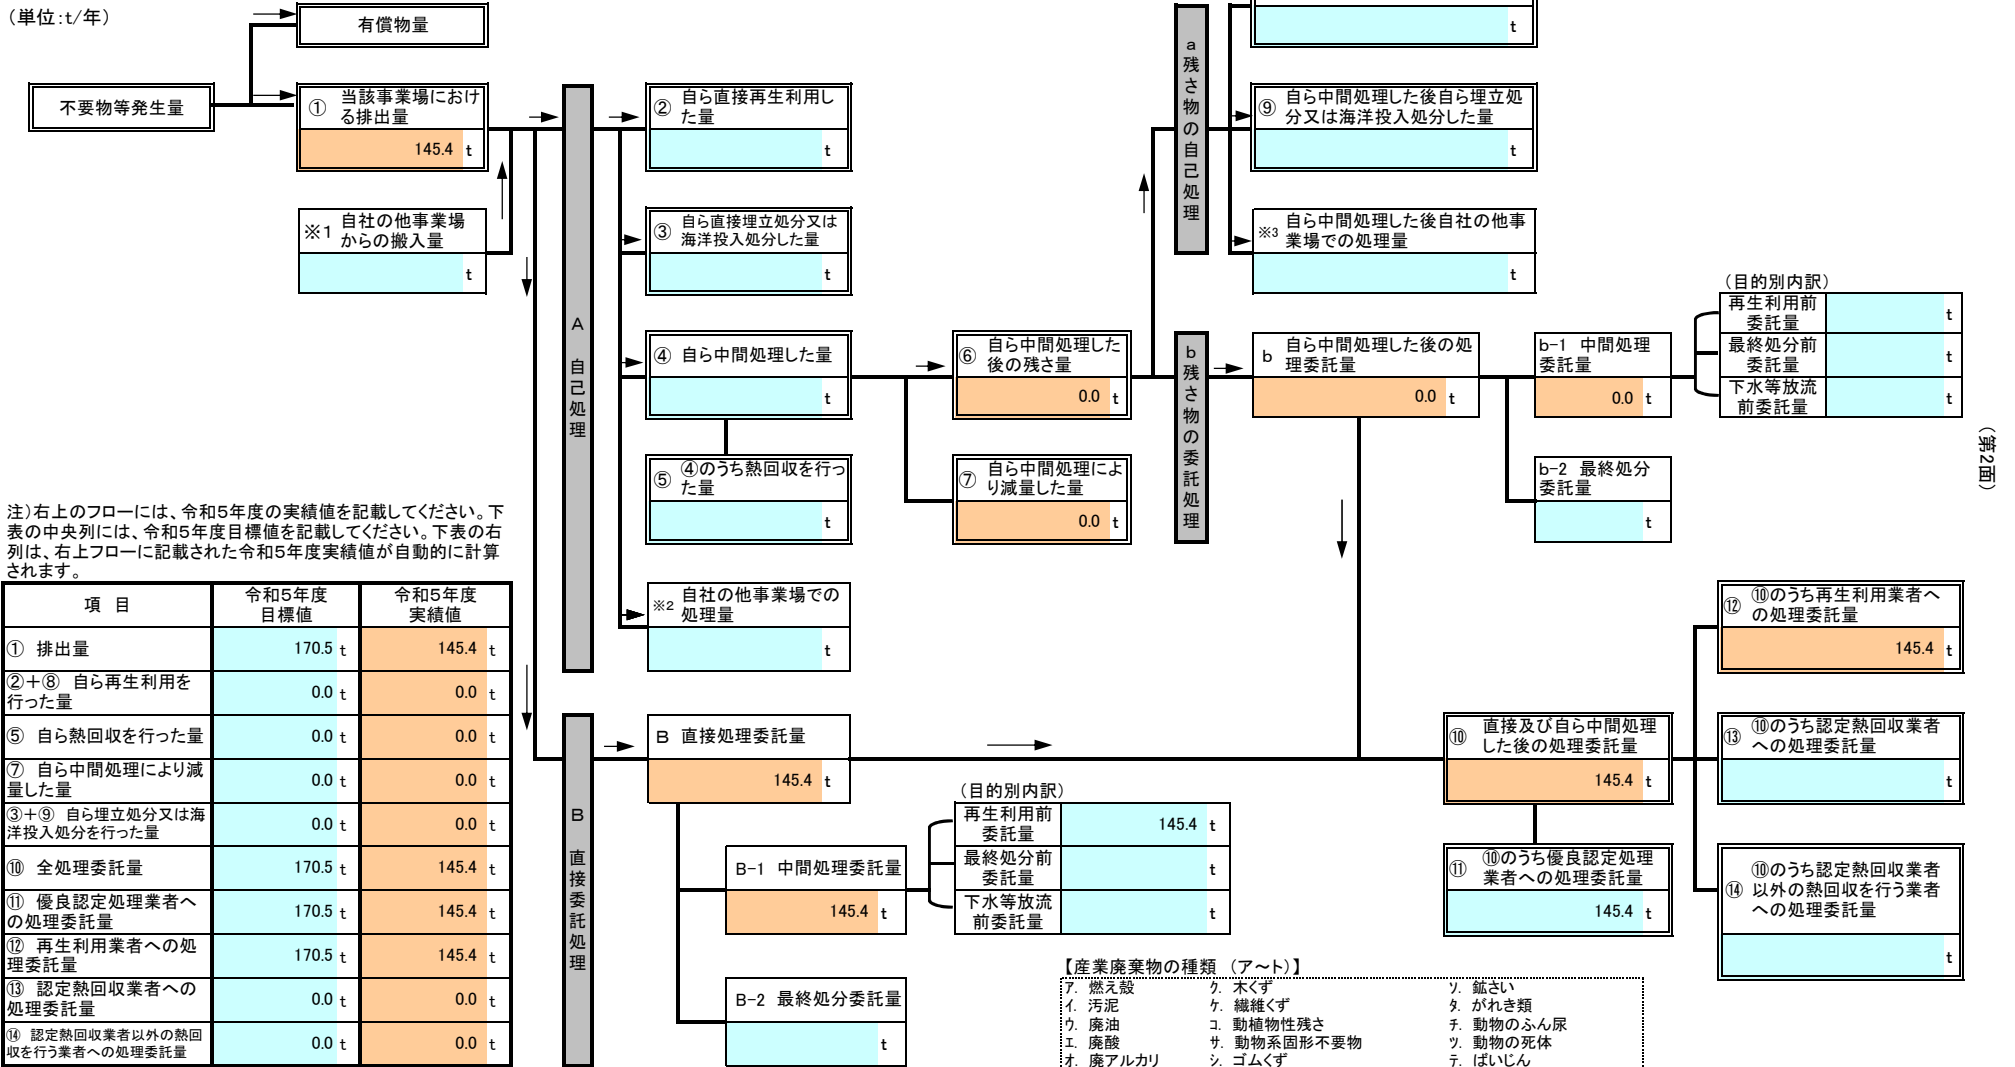 （単位:t/年）
有償物量
不要物等発生量
① 当該事業場におけ
る排出量
145.4 t
※1 自社の他事業場
からの搬入量
t
A 自己処理
② 自ら直接再生利用し
た量
t
③ 自ら直接埋立処分又は
海洋投入処分した量
t
④ 自ら中間処理した量
t
⑤ ④のうち熱回収を行っ
た量
t
※2 自社の他事業場での
処理量
t
⑥ 自ら中間処理した
後の残さ量
0.0 t
⑦ 自ら中間処理によ
り減量した量
0.0 t
a 残さ物の自己処理
t
⑨ 自ら中間処理した後自ら埋立処
分又は海洋投入処分した量
t
※3 自ら中間処理した後自社の他事
業場での処理量
t
b 残さ物の委託処理
b 自ら中間処理した後の処
理委託量
0.0 t
b-1 中間処理
委託量
0.0 t
b-2 最終処分
委託量
t
（目的別内訳）
再生利用前
委託量
t
最終処分前
委託量
t
下水等放流
前委託量
t
（第2面）
注）右上のフローには、令和5年度の実績値を記載してください。下
表の中央列には、令和5年度目標値を記載してください。下表の右
列は、右上フローに記載された令和5年度実績値が自動的に計算
されます。
項 目 令和5年度 目標値 令和5年度 実績値
① 排出量 170.5 t 145.4 t
②+⑧ 自ら再生利用を
行った量 0.0 t 0.0 t
⑤ 自ら熱回収を行った量 0.0 t 0.0 t
⑦ 自ら中間処理により減
量した量 0.0 t 0.0 t
③+⑨ 自ら埋立処分又は海
洋投入処分を行った量 0.0 t 0.0 t
⑩ 全処理委託量 170.5 t 145.4 t
⑪ 優良認定処理業者へ
の処理委託量 170.5 t 145.4 t
⑫ 再生利用業者への処
理委託量 170.5 t 145.4 t
⑬ 認定熱回収業者への
処理委託量 0.0 t 0.0 t
⑭ 認定熱回収業者以外の熱回
収を行う業者への処理委託量 0.0 t 0.0 t
B 直接委託処理
B 直接処理委託量
145.4 t
B-1 中間処理委託量
145.4 t
B-2 最終処分委託量
t
（目的別内訳）
再生利用前
委託量
145.4 t
最終処分前
委託量
t
下水等放流
前委託量
t
⑩ 直接及び自ら中間処理
した後の処理委託量
145.4 t
⑪ ⑩のうち優良認定処理
業者への処理委託量
145.4 t
⑫ ⑩のうち再生利用業者へ
の処理委託量
145.4 t
⑬ ⑩のうち認定熱回収業者
への処理委託量
t
⑭ ⑩のうち認定熱回収業者
以外の熱回収を行う業者
への処理委託量
t
【産業廃棄物の種類 （ア～ト）】
ア. 燃え殻 ク. 木くず ソ. 鉱さい
イ. 汚泥 ケ. 繊維くず タ. がれき類
ウ. 廃油 コ. 動植物性残さ チ. 動物のふん尿
エ. 廃酸 サ. 動物系固形不要物 ツ. 動物の死体
オ. 廃アルカリ シ. ゴムくず テ. ばいじん